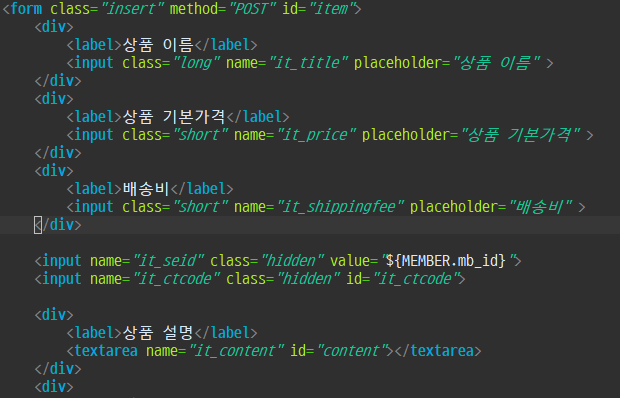 <form class="insert" method="POST" id="item">
<div>
<label>상품 이름</label>
<input class="long" name="it_title" placeholder="상품 이름" >
</div>
<div>
<label>상품 기본가격</label>
<input class="short" name="it_price" placeholder="상품 기본가격" >
</div>
<div>
<label>배송비</label>
<input class="short" name="it_shippingfee" placeholder="배송비" >
</div>
<input name="it_seid" class="hidden" value="${MEMBER.mb_id}">
<input name="it_ctcode" class="hidden" id="it_ctcode">
<div>
<label>상품 설명</label>
<textarea name="it_content" id="content"></textarea>
</div>
<div>